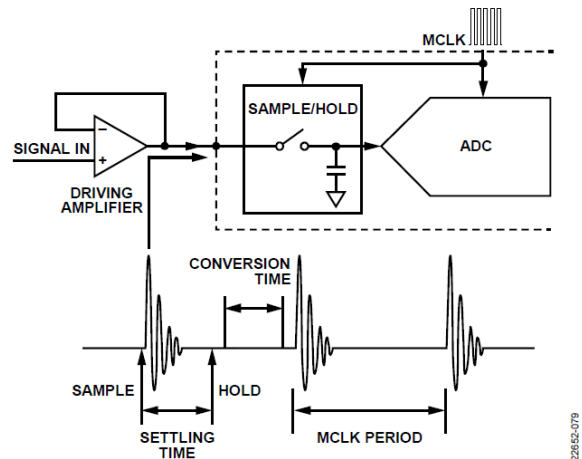 MCLK
SAMPLE/HOLD
ADC
−
SIGNAL IN
+
DRIVING
AMPLIFIER
CONVERSION
TIME
SAMPLE
HOLD
SETTLING
TIME
MCLK PERIOD
22652-079